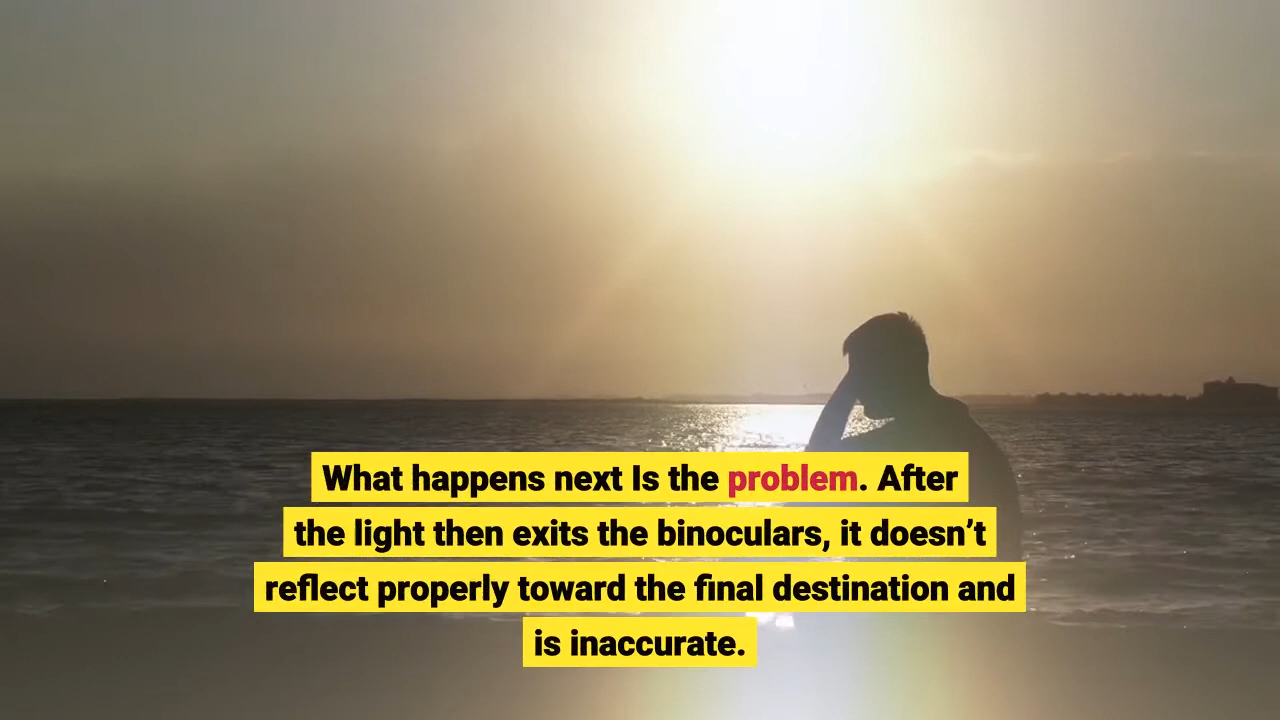 What happens next Is the problem. After
the light then exits the binoculars, it doesn’t
reflect properly toward the final destination and
is inaccurate.